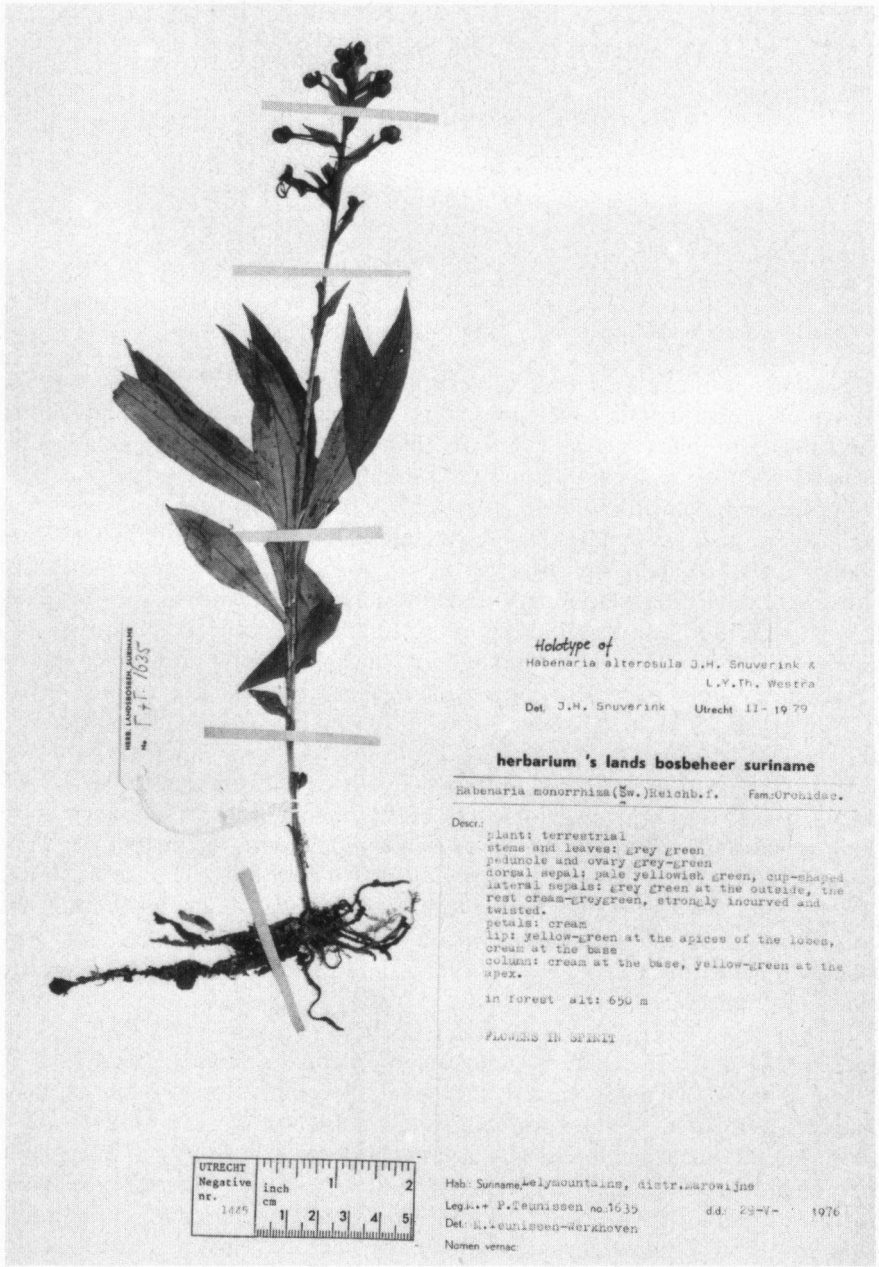 HERB. LANDSBOSBEH. SURINAME
No T+T. 1635
Holotype of
Habenaria alterosula J.H. Snuverink &
L.Y.Th. Westra
Det. J.H. Snuverink Utrecht II- 1979
herbarium 's lands bosbeheer suriname
Habenaria monorrhiza (Sw.)Reichb.f. Fam.:Orchidac.
Descr.:
plant: terrestrial
stems and leaves: grey green
peduncle and ovary grey-green
dorsal sepal: pale yellowish green, cup-shaped
lateral sepals: grey green at the outside, the
rest cream-greygreen, strongly incurved and
twisted.
petals: cream
lip: yellow-green at the apices of the lobes,
cream at the base
column: cream at the base, yellow-green at the
apex.
in forest alt: 650 m
FLOWERS IN SPIRIT
UTRECHT
Negative
nr.
1445
inch 1 2
cm
1 2 3 4 5
Hab.: Suriname, Lelymountains, distr.Marowijne
Leg. + P.Teunissen no.1635 d.d.: 29-V- 1976
Det.: M.Teunissen-Werkhoven
Nomen vernac: